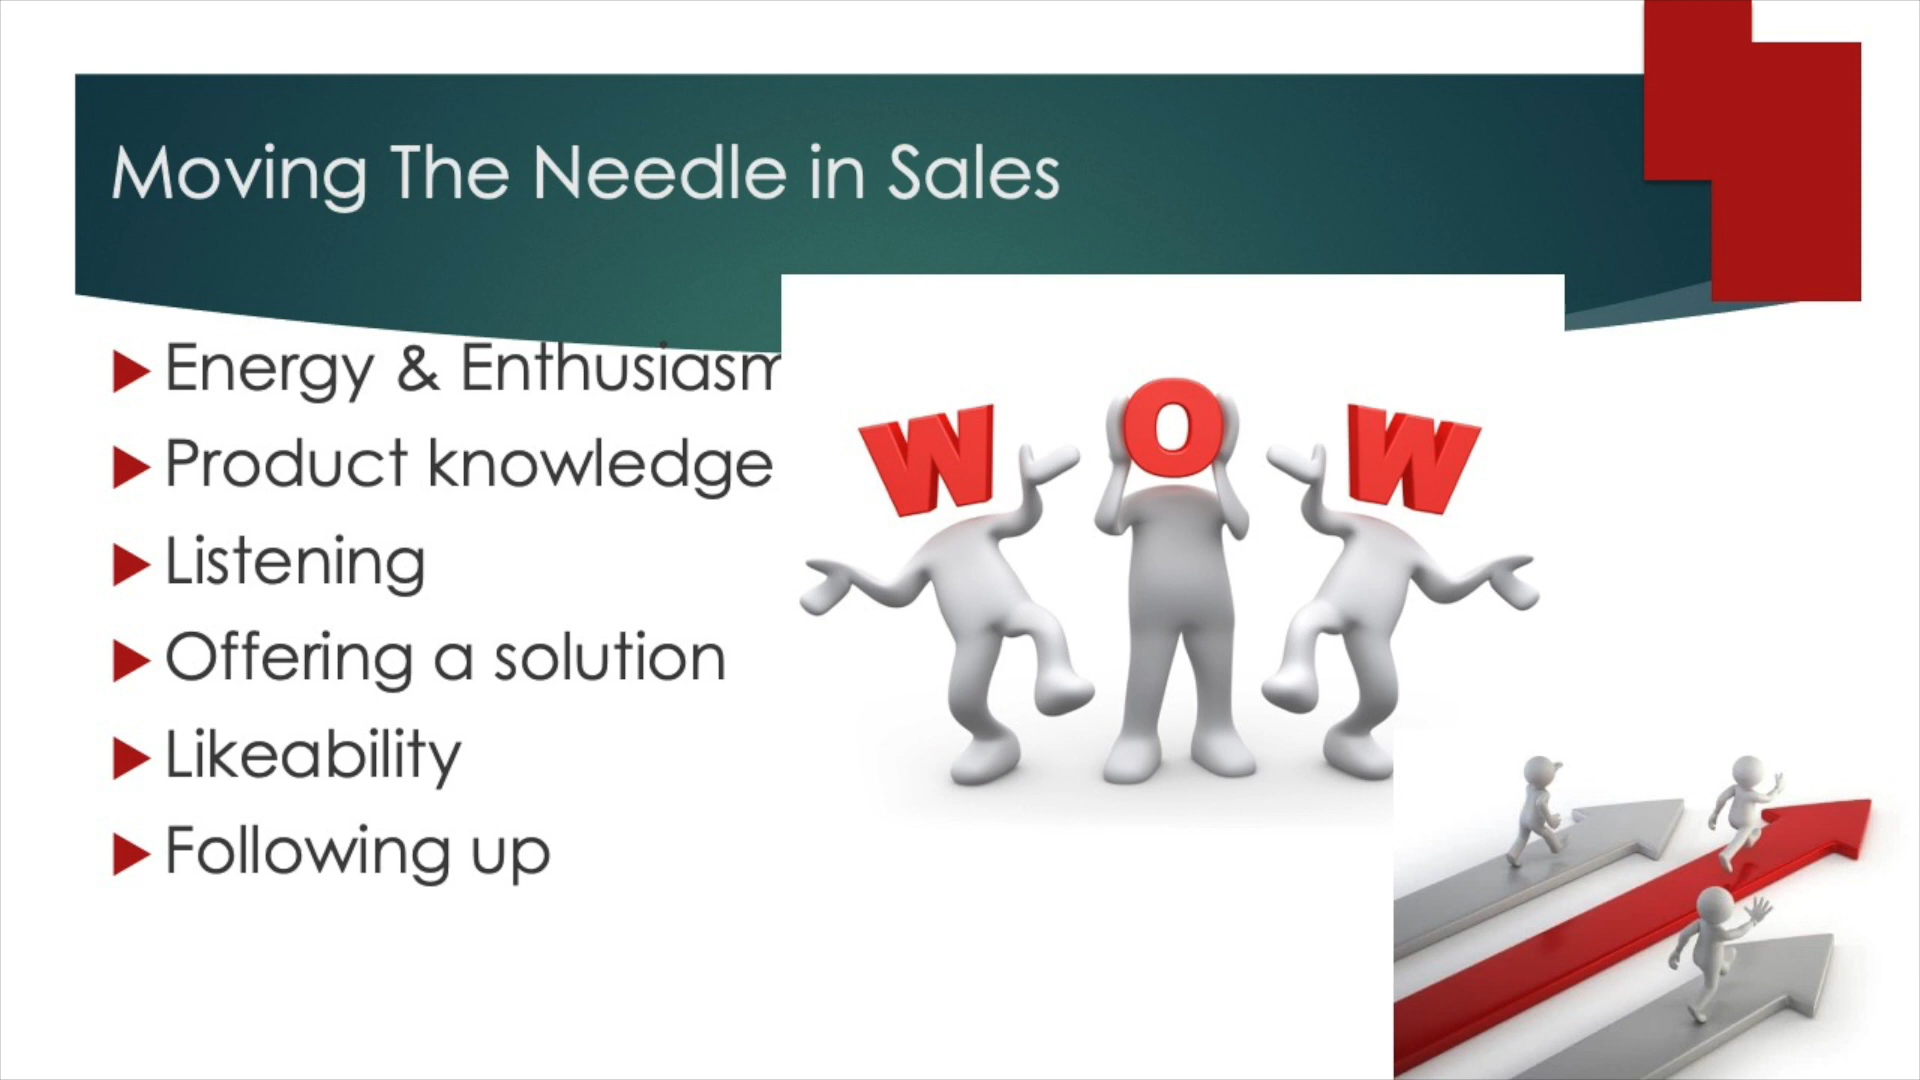 Moving The Needle in Sales
Energy & Enthusiasm
Product knowledge
Listening
Offering a solution
Likeability
Following up
WOW